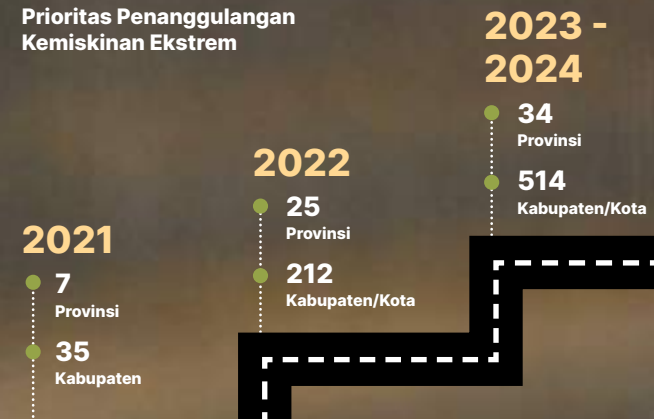 Prioritas Penanggulangan
Kemiskinan Ekstrem
2021
7
Provinsi
35
Kabupaten
2022
25
Provinsi
212
Kabupaten/Kota
2023 -
2024
34
Provinsi
514
Kabupaten/Kota